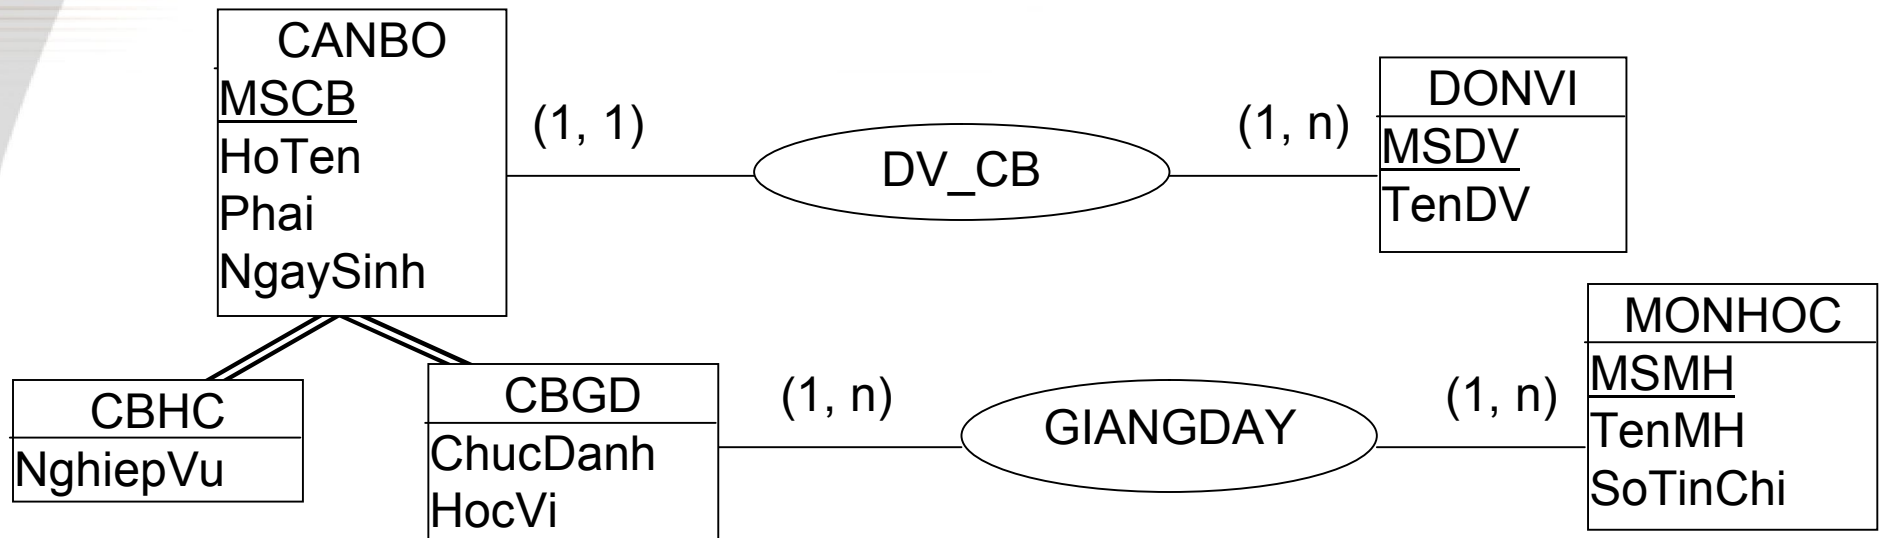 CANBO
MSCB
HoTen
Phai
NgaySinh
(1, 1)
DV_CB
(1, n)
DONVI
MSDV
TenDV
CBHC
NghiepVu
CBGD
ChucDanh
HocVi
(1, n)
GIANGDAY
(1, n)
MONHOC
MSMH
TenMH
SoTinChi